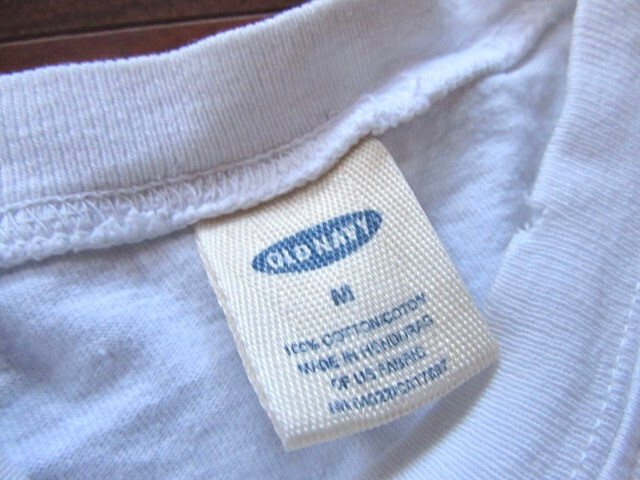 OLD NAVY
M
100% COTTON/COTON
MADE IN HONDURAS
OF US FABRIC